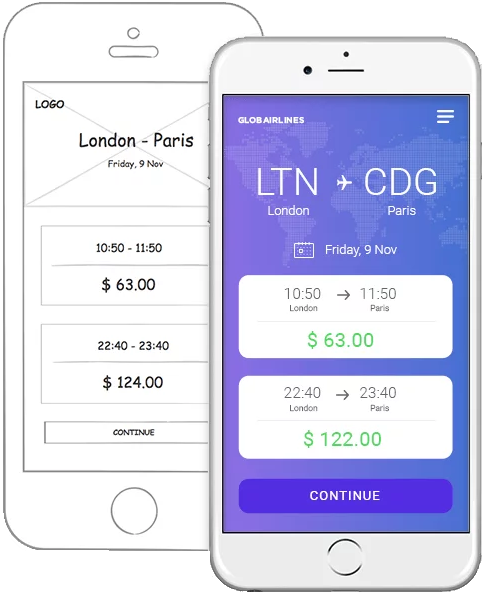 LOGO
London - Paris
Friday, 9 Nov
10:50 - 11:50
$ 63.00
22:40 - 23:40
$ 124.00
CONTINUE
GLOBAIRLINES
LTN CDG
London Paris
Friday, 9 Nov
10:50 11:50
London Paris
$ 63.00
22:40 23:40
London Paris
$ 122.00
CONTINUE